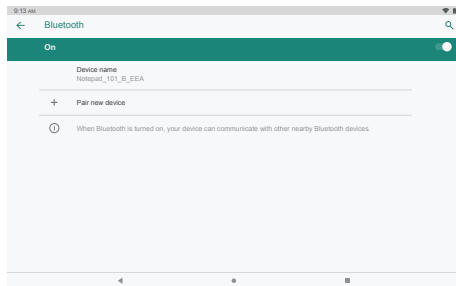 9:13 AM
Bluetooth
On
Device name
Notepad_101_B_EEA
Pair new device
When Bluetooth is turned on, your device can communicate with other nearby Bluetooth devices.